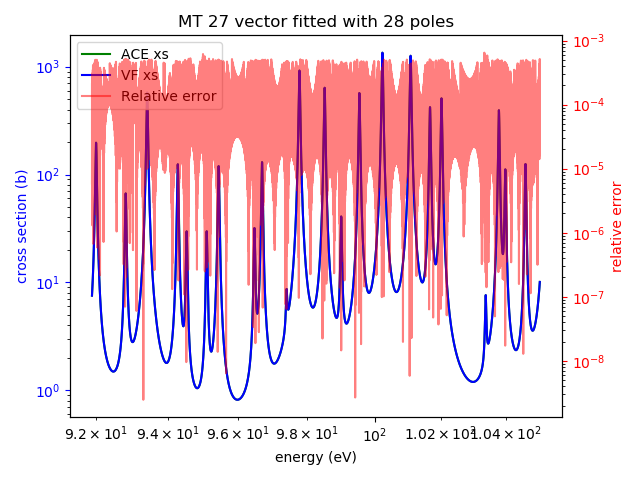 MT 27 vector fitted with 28 poles
ACE xs
VF xs
Relative error
cross section (b)
10³
10²
10¹
10⁰
relative error
10⁻³
10⁻⁴
10⁻⁵
10⁻⁶
10⁻⁷
10⁻⁸
9.2 × 10¹ 9.4 × 10¹ 9.6 × 10¹ 9.8 × 10¹ 10² 1.02 × 10² 1.04 × 10²
energy (eV)